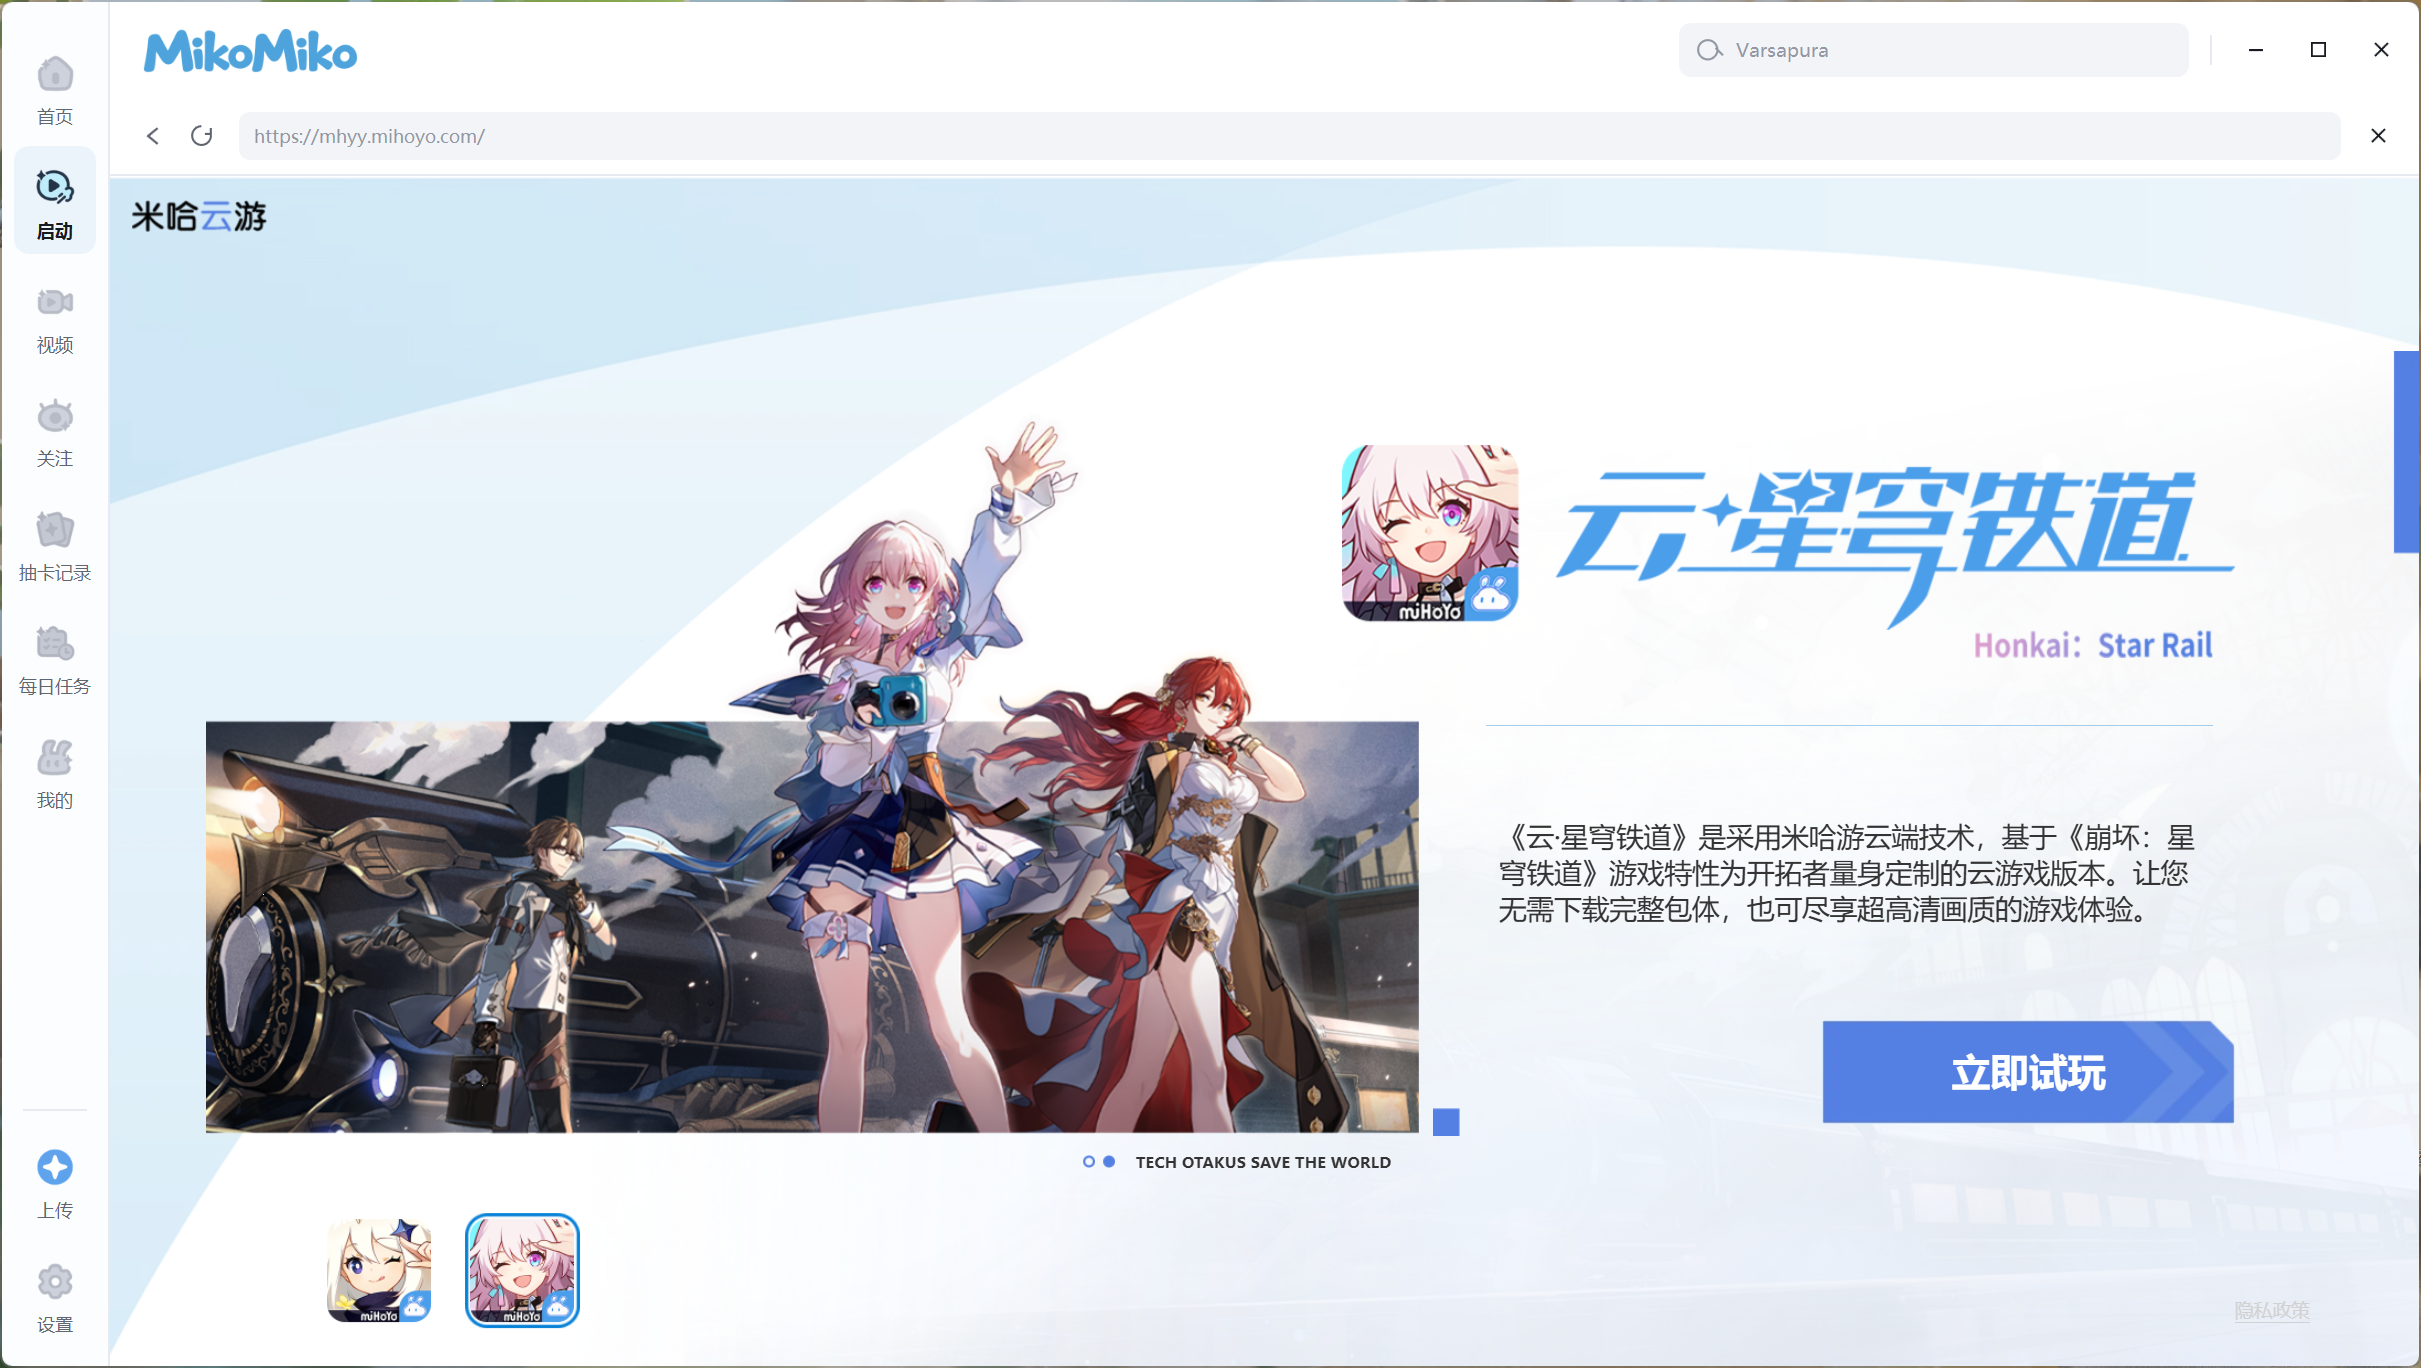 MikoMiko
Varsapura
https://mhyy.mihoyo.com/
首页
启动
视频
关注
抽卡记录
每日任务
我的
上传
设置
米哈云游
miHoYo
云·星穹铁道
Honkai: Star Rail
《云·星穹铁道》是采用米哈游云端技术，基于《崩坏：星
穹铁道》游戏特性为开拓者量身定制的云游戏版本。让您
无需下载完整包体，也可尽享超高清画质的游戏体验。
立即试玩
TECH OTAKUS SAVE THE WORLD
miHoYo
miHoYo
隐私政策